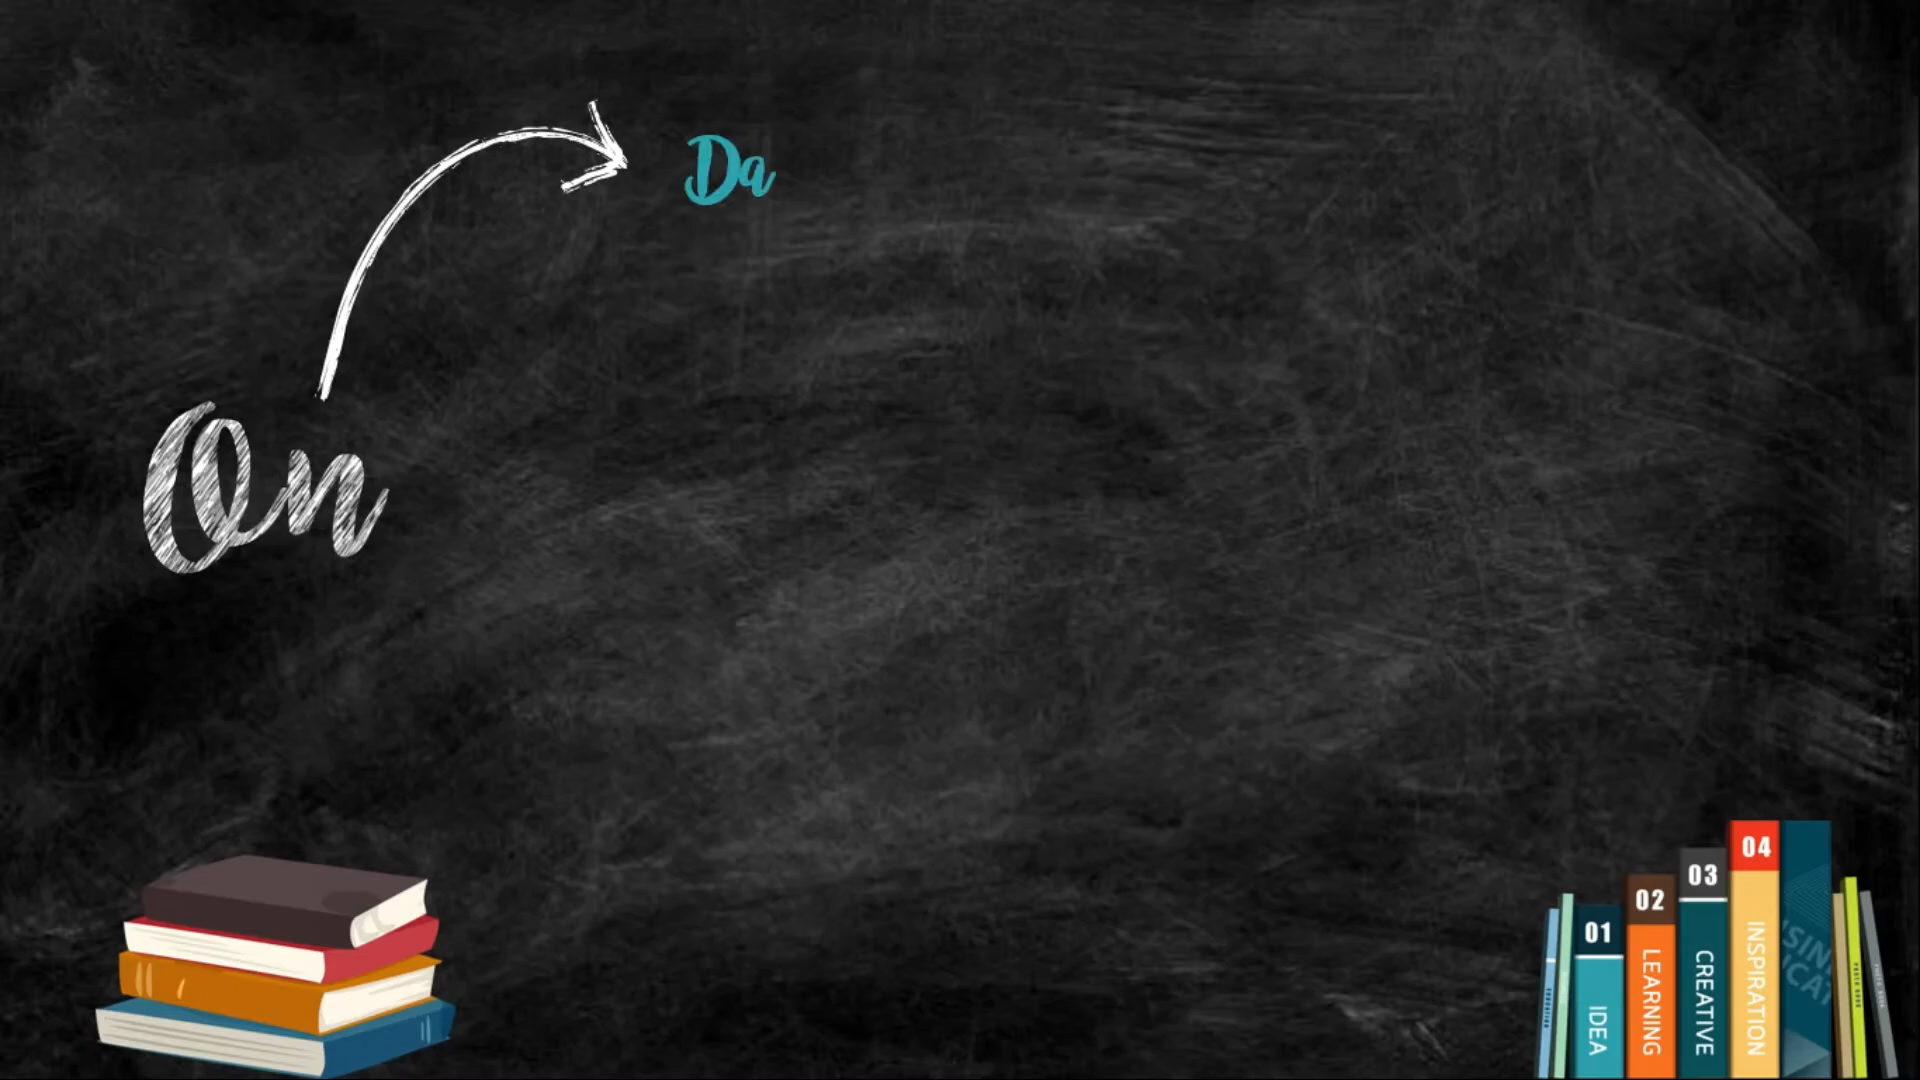 Da
On
01
IDEA
02
LEARNING
03
CREATIVE
04
INSPIRATION